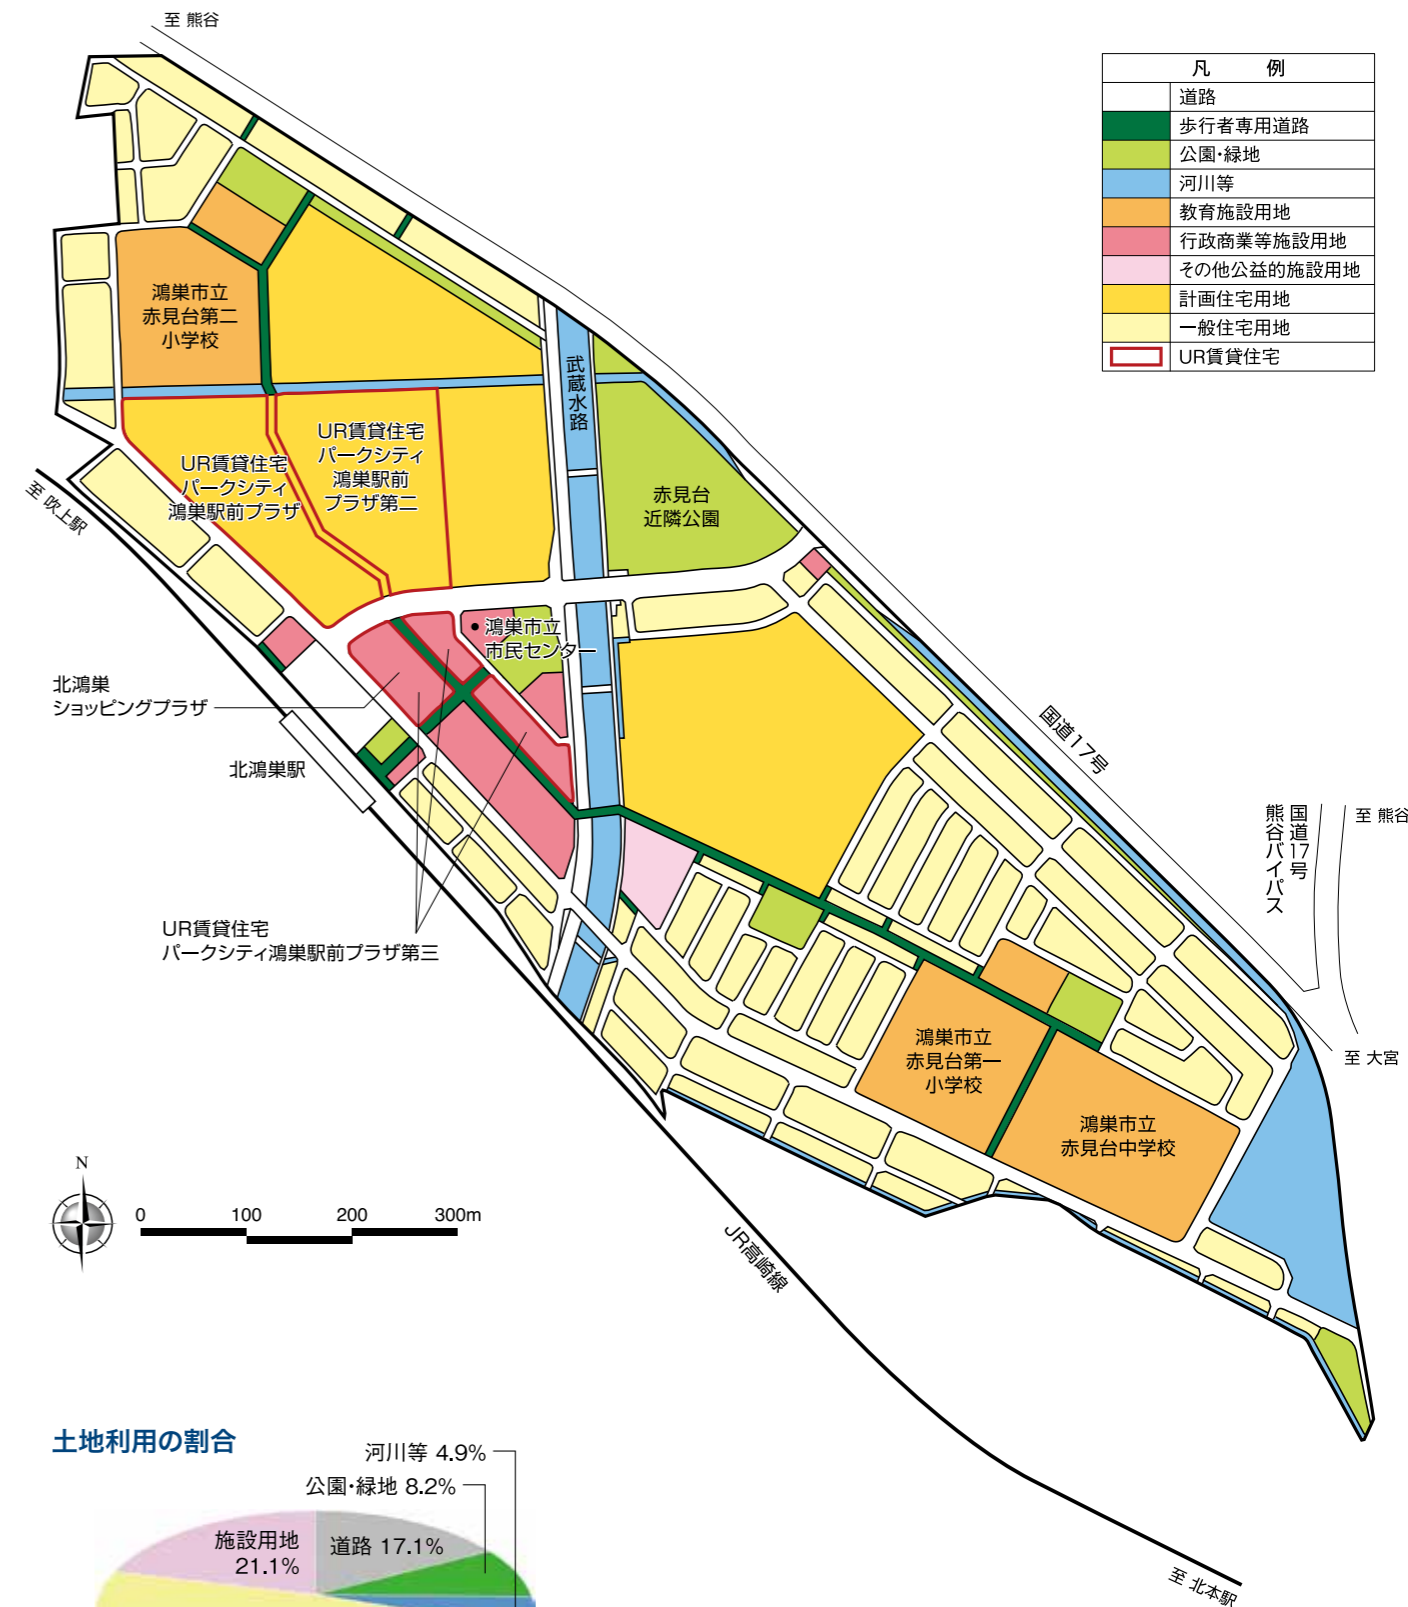 至 熊谷
凡 例
道路
歩行者専用道路
公園・緑地
河川等
教育施設用地
行政商業等施設用地
その他公益的施設用地
計画住宅用地
一般住宅用地
UR賃貸住宅
鴻巣市立
赤見台第二
小学校
武蔵水路
UR賃貸住宅
パークシティ
鴻巣駅前プラザ
UR賃貸住宅
パークシティ
鴻巣駅前
プラザ第二
赤見台
近隣公園
至 吹上駅
鴻巣市立
市民センター
北鴻巣
ショッピングプラザ
北鴻巣駅
国道17号
国道17号
熊谷バイパス
至 熊谷
UR賃貸住宅
パークシティ鴻巣駅前プラザ第三
鴻巣市立
赤見台第一
小学校
鴻巣市立
赤見台中学校
至 大宮
N
0 100 200 300m
JR高崎線
至 北本駅
土地利用の割合
河川等 4.9%
公園・緑地 8.2%
施設用地
21.1%
道路 17.1%